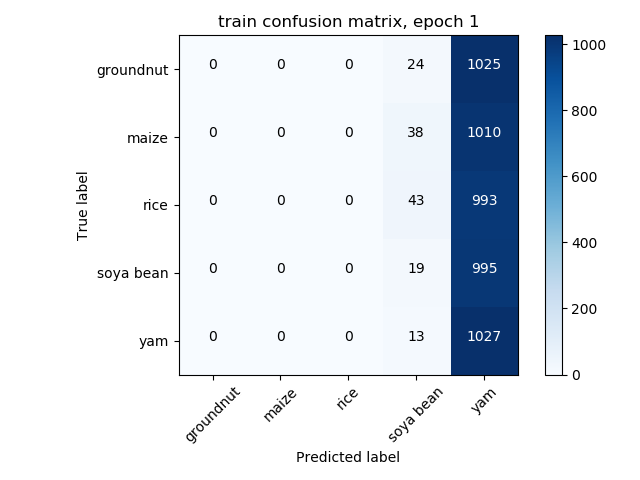 train confusion matrix, epoch 1
True label
groundnut 0 0 0 24 1025
maize 0 0 0 38 1010
rice 0 0 0 43 993
soya bean 0 0 0 19 995
yam 0 0 0 13 1027
groundnut maize rice soya bean yam
Predicted label
1000
800
600
400
200
0